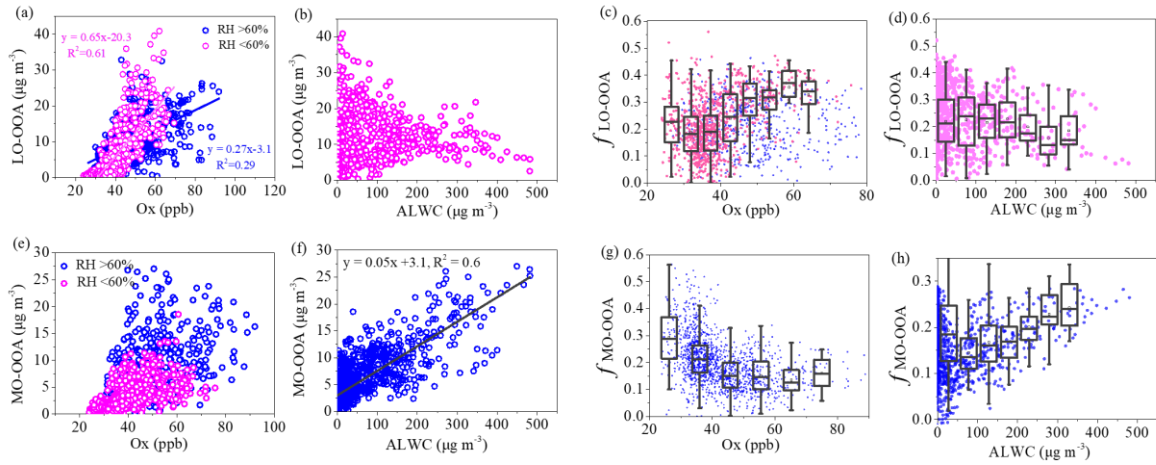 (a)
RH >60%
RH <60%
y = 0.65x-20.3
R²=0.61
y = 0.27x-3.1
R²=0.29
LO-OOA (μg m⁻³)
0 10 20 30 40
0 20 40 60 80 100 120
Ox (ppb)
(b)
LO-OOA (μg m⁻³)
0 5 10 15 20 25 30 35 40 45
0 100 200 300 400 500
ALWC (μg m⁻³)
(c)
f LO-OOA
0.0 0.1 0.2 0.3 0.4 0.5 0.6
20 30 40 50 60 70 80
Ox (ppb)
(d)
f LO-OOA
0.0 0.1 0.2 0.3 0.4 0.5
0 100 200 300 400 500
ALWC (μg m⁻³)
(e)
RH >60%
RH <60%
MO-OOA (μg m⁻³)
0 5 10 15 20 25 30
20 40 60 80 100
Ox (ppb)
(f)
y = 0.05x +3.1, R² = 0.6
MO-OOA (μg m⁻³)
0 5 10 15 20 25 30
0 100 200 300 400 500
ALWC (μg m⁻³)
(g)
f MO-OOA
0.0 0.1 0.2 0.3 0.4 0.5 0.6
20 40 60 80
Ox (ppb)
(h)
f MO-OOA
0.0 0.1 0.2 0.3
0 100 200 300 400 500
ALWC (μg m⁻³)